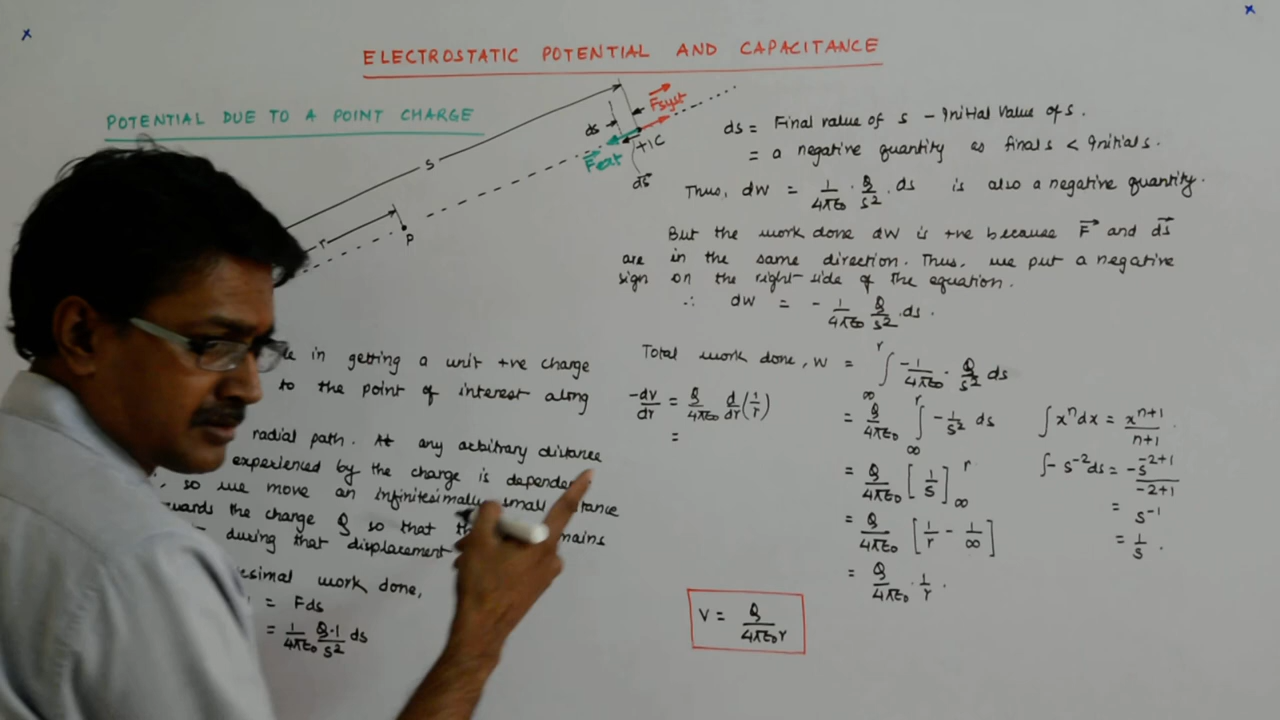 x
x
ELECTROSTATIC POTENTIAL AND CAPACITANCE
POTENTIAL DUE TO A POINT CHARGE
s
r
P
ds
F⃗syst
F⃗ext
+1C
ds⃗
in getting a unit +ve charge
to the point of interest along
radial path. At any arbitrary distance
experienced by the charge is
, so we move an infinitesimally small
the charge Q so that
during that displacement
work done,
= Fds
= 1/4πε₀ Q·1/s² ds
ds = Final value of s – Initial value of s.
= a negative quantity as final s < Initial s.
Thus, dW = 1/4πε₀ · Q/s² . ds is also a negative quantity.
But the work done dW is +ve because F⃗ and ds⃗
are in the same direction. Thus, we put a negative
sign on the right side of the equation.
∴ dW = - 1/4πε₀ Q/s² .ds .
Total work done, W = ∫∞^r -1/4πε₀ · Q/s² ds
= Q/4πε₀ ∫∞^r -1/s² ds
= Q/4πε₀ [1/s]∞^r
= Q/4πε₀ [1/r - 1/∞]
= Q/4πε₀ · 1/r .
-dv/dr = Q/4πε₀ d/dr(1/r)
=
∫xⁿdx = xⁿ⁺¹/n+1 .
∫-s⁻²ds = -s⁻²⁺¹/-2+1
= s⁻¹
= 1/s .
V = Q/4πε₀r